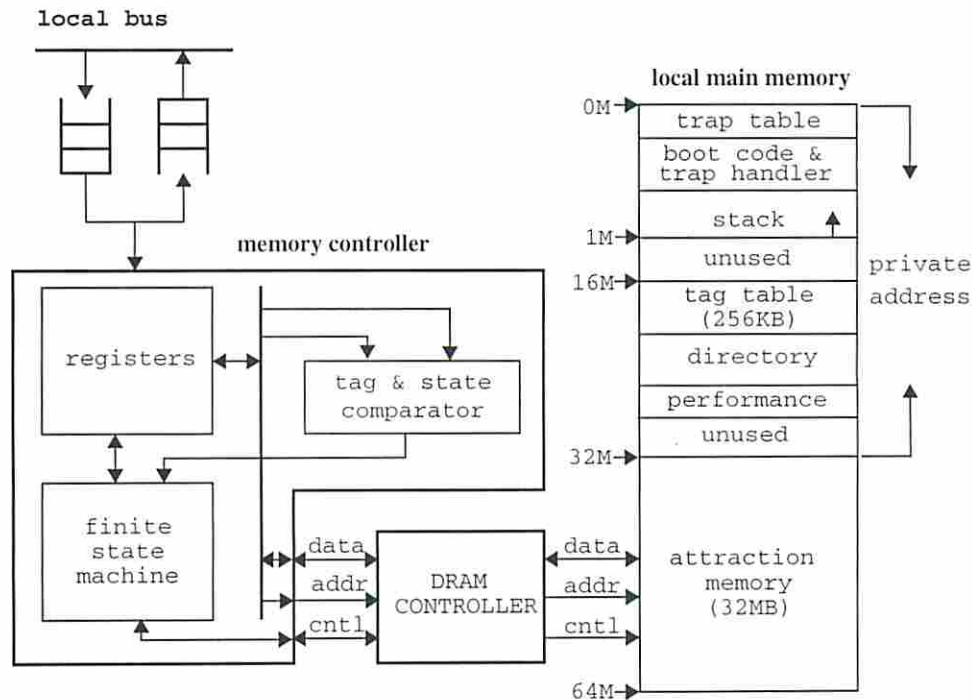 local bus
local main memory
0M
trap table
boot code &
trap handler
stack
1M
unused
16M
tag table
(256KB)
private
address
directory
performance
unused
32M
attraction
memory
(32MB)
64M
memory controller
registers
tag & state
comparator
finite
state
machine
data
addr
cntl
DRAM
CONTROLLER
data
addr
cntl